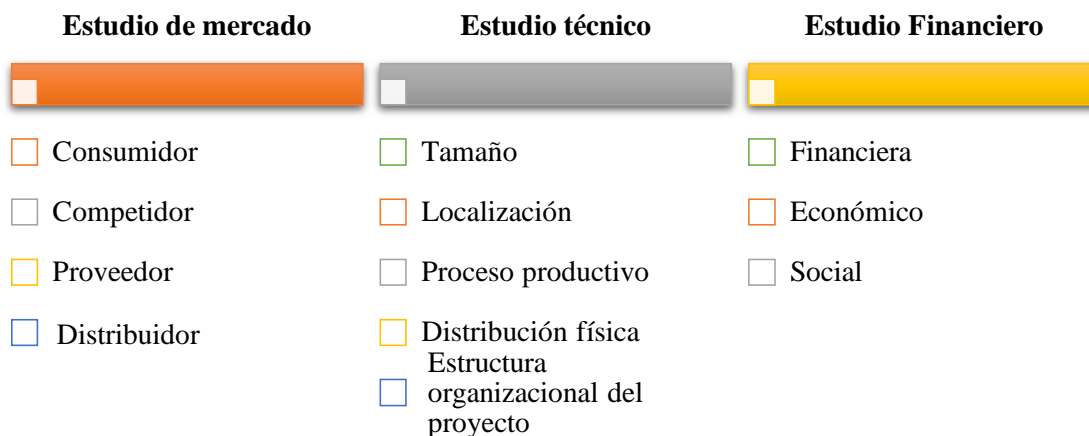 Estudio de mercado
Consumidor
Competidor
Proveedor
Distribuidor
Estudio técnico
Tamaño
Localización
Proceso productivo
Distribución física
Estructura
organizacional del
proyecto
Estudio Financiero
Financiera
Económico
Social